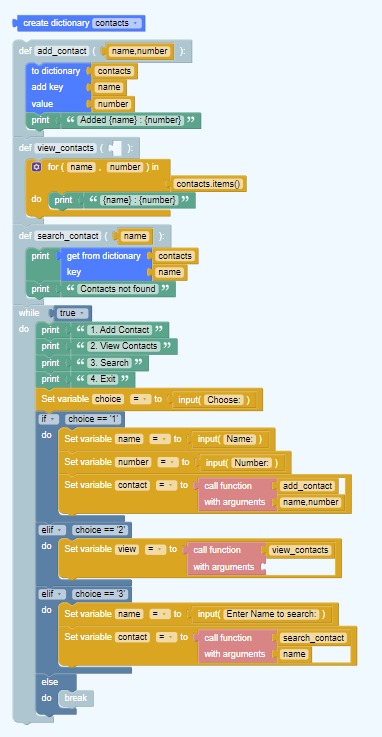 create dictionary contacts
def add_contact ( name,number ):
to dictionary contacts
add key name
value number
print “ Added {name} : {number} ”
def view_contacts ( ):
for ( name , number ) in
contacts.items()
do print “ {name} : {number} ”
def search_contact ( name ):
print get from dictionary contacts
key name
print “ Contacts not found ”
while true
do print “ 1. Add Contact ”
print “ 2. View Contacts ”
print “ 3. Search ”
print “ 4. Exit ”
Set variable choice = to input( Choose: )
if choice == '1'
do Set variable name = to input( Name: )
Set variable number = to input( Number: )
Set variable contact = to call function add_contact
with arguments name,number
elif choice == '2'
do Set variable view = to call function view_contacts
with arguments
elif choice == '3'
do Set variable name = to input( Enter Name to search: )
Set variable contact = to call function search_contact
with arguments name
else
do break